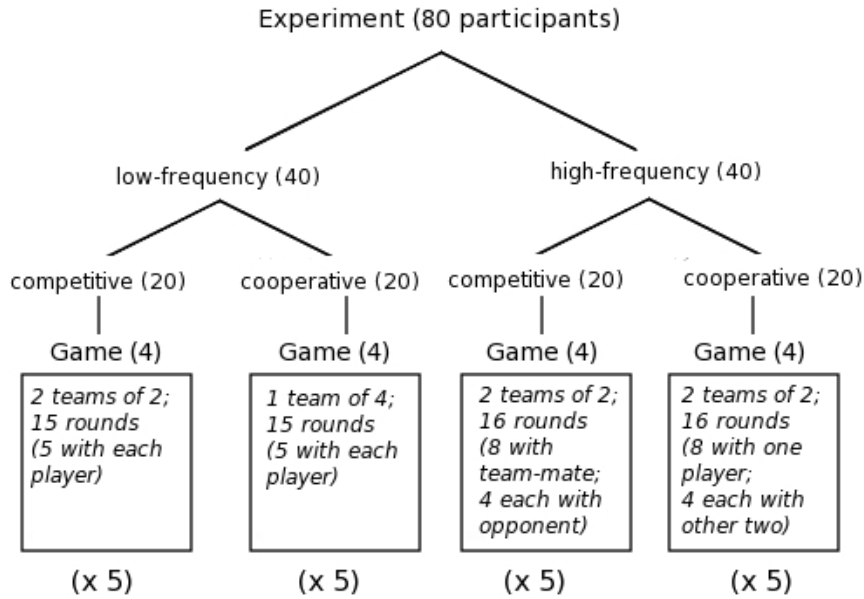 Experiment (80 participants)
low-frequency (40)
high-frequency (40)
competitive (20)
cooperative (20)
competitive (20)
cooperative (20)
Game (4)
Game (4)
Game (4)
Game (4)
2 teams of 2;
15 rounds
(5 with each
player)
1 team of 4;
15 rounds
(5 with each
player)
2 teams of 2;
16 rounds
(8 with
team-mate;
4 each with
opponent)
2 teams of 2;
16 rounds
(8 with one
player;
4 each with
other two)
(x 5)
(x 5)
(x 5)
(x 5)